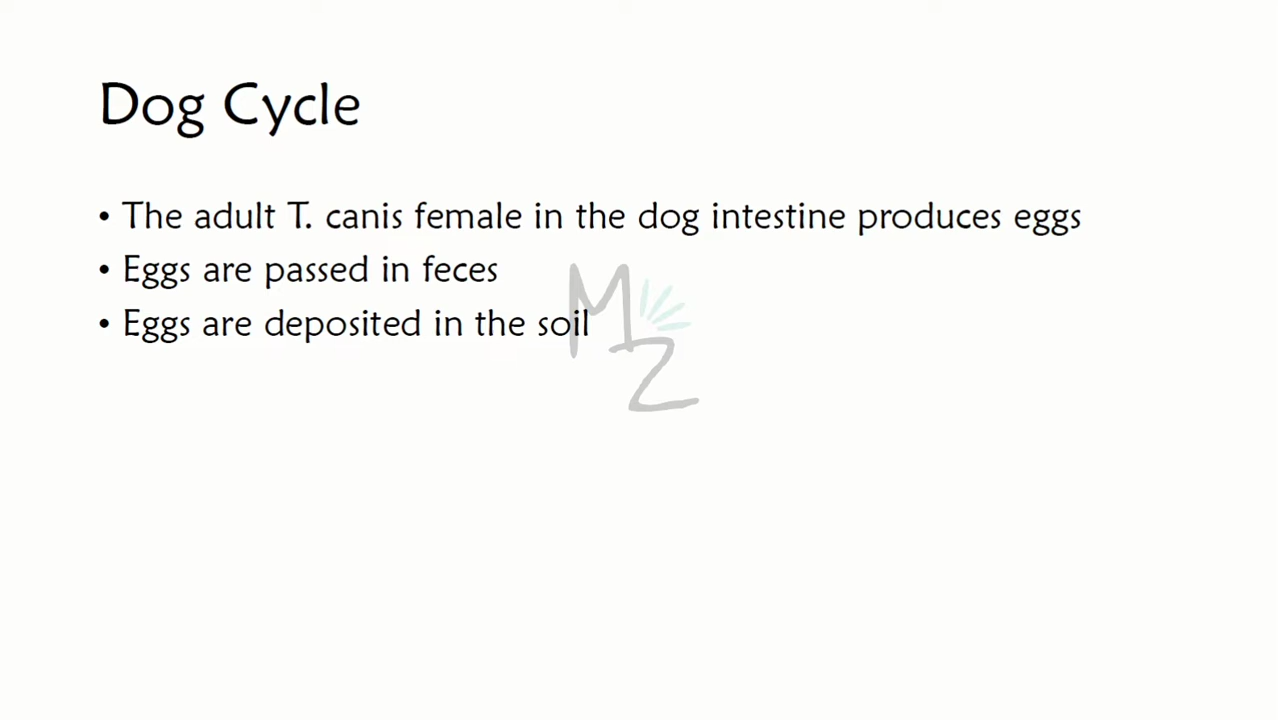 Dog Cycle
• The adult T. canis female in the dog intestine produces eggs
• Eggs are passed in feces
• Eggs are deposited in the soil
M
Z